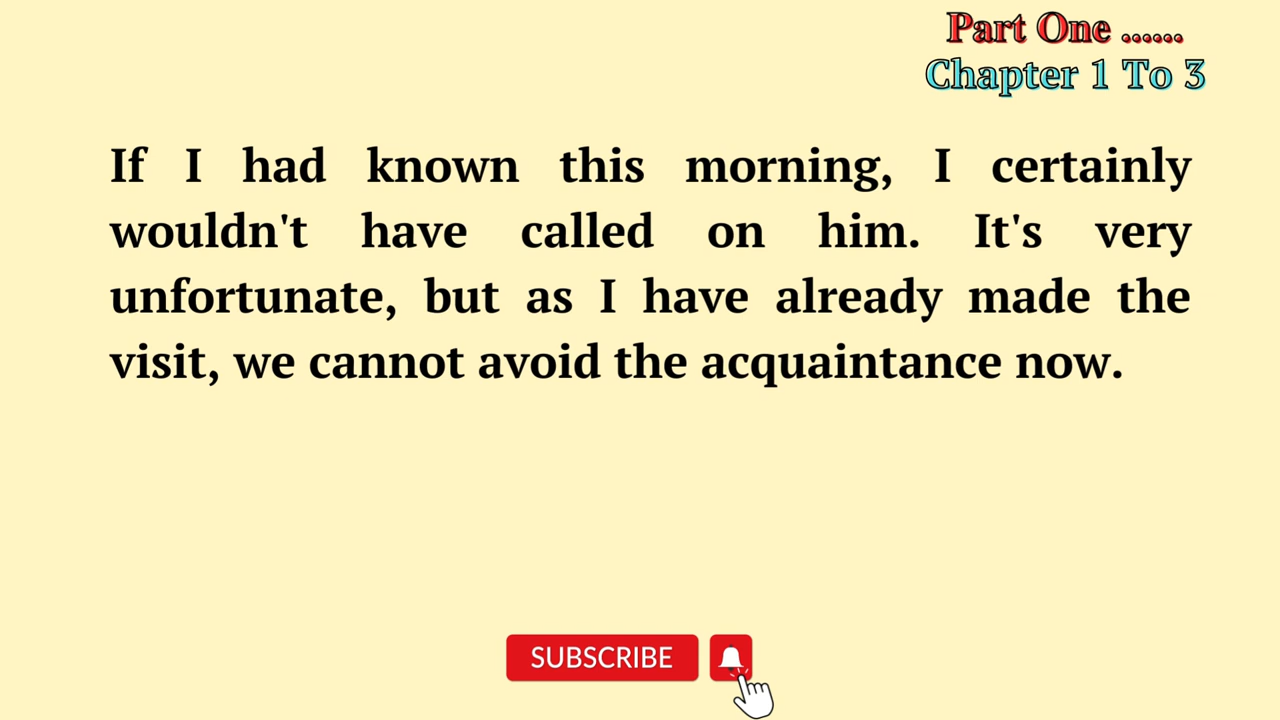 Part One ......
Chapter 1 To 3
If I had known this morning, I certainly
wouldn't have called on him. It's very
unfortunate, but as I have already made the
visit, we cannot avoid the acquaintance now.
SUBSCRIBE